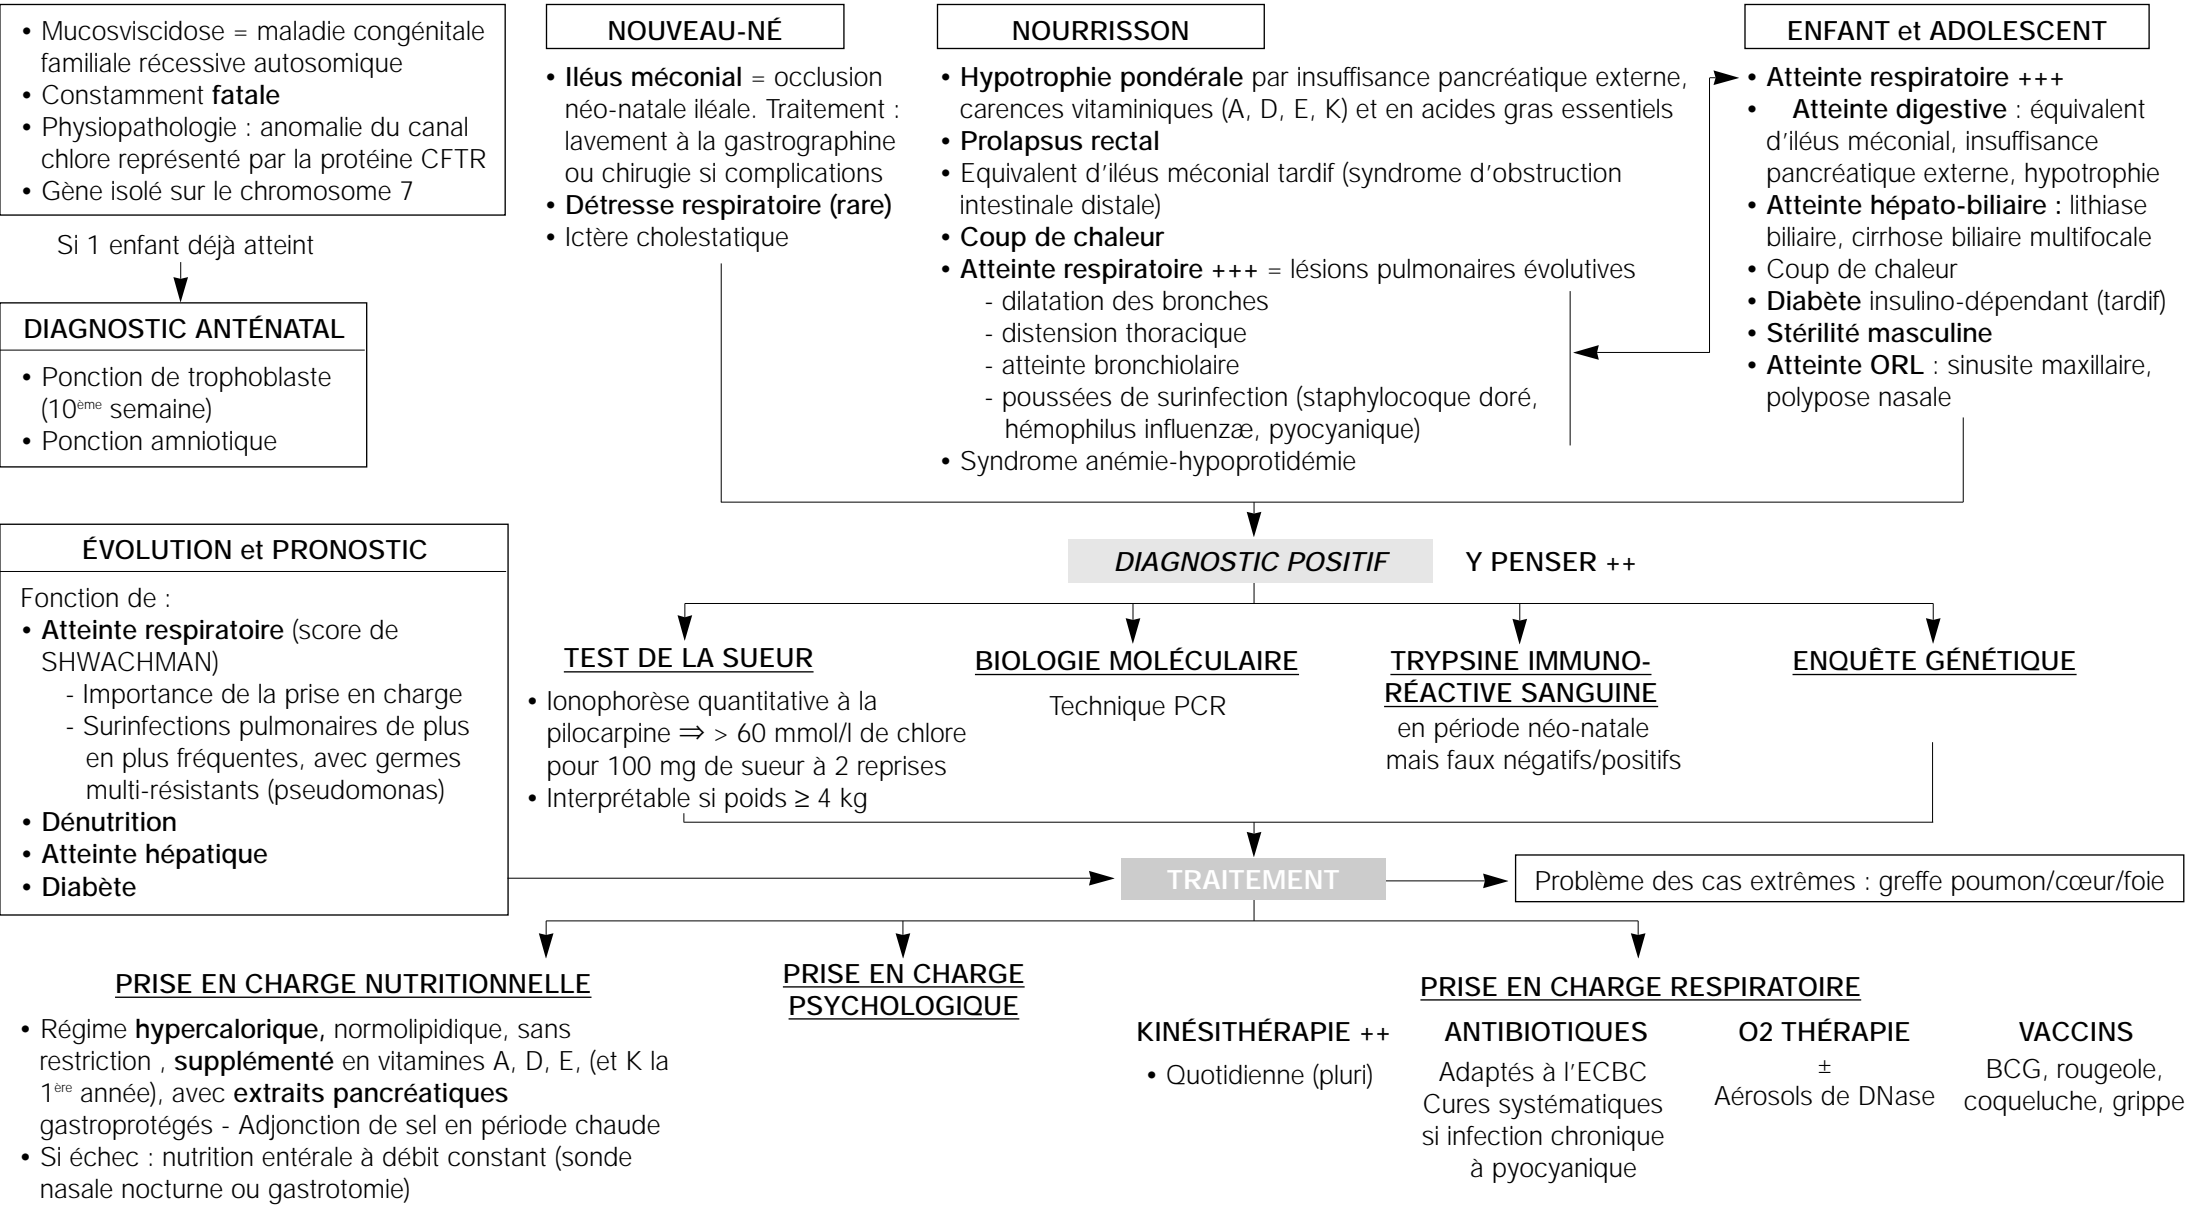 • Mucosviscidose = maladie congénitale
familiale récessive autosomique
• Constamment fatale
• Physiopathologie : anomalie du canal
chlore représenté par la protéine CFTR
• Gène isolé sur le chromosome 7
Si 1 enfant déjà atteint
DIAGNOSTIC ANTÉNATAL
• Ponction de trophoblaste
(10ème semaine)
• Ponction amniotique
NOUVEAU-NÉ
• Iléus méconial = occlusion
néo-natale iléale. Traitement :
lavement à la gastrographine
ou chirugie si complications
• Détresse respiratoire (rare)
• Ictère cholestatique
NOURRISSON
• Hypotrophie pondérale par insuffisance pancréatique externe,
carences vitaminiques (A, D, E, K) et en acides gras essentiels
• Prolapsus rectal
• Equivalent d'iléus méconial tardif (syndrome d'obstruction
intestinale distale)
• Coup de chaleur
• Atteinte respiratoire +++ = lésions pulmonaires évolutives
- dilatation des bronches
- distension thoracique
- atteinte bronchiolaire
- poussées de surinfection (staphylocoque doré,
hémophilus influenzæ, pyocyanique)
• Syndrome anémie-hypoprotidémie
ENFANT et ADOLESCENT
• Atteinte respiratoire +++
• Atteinte digestive : équivalent
d'iléus méconial, insuffisance
pancréatique externe, hypotrophie
• Atteinte hépato-biliaire : lithiase
biliaire, cirrhose biliaire multifocale
• Coup de chaleur
• Diabète insulino-dépendant (tardif)
• Stérilité masculine
• Atteinte ORL : sinusite maxillaire,
polypose nasale
DIAGNOSTIC POSITIF Y PENSER ++
ÉVOLUTION et PRONOSTIC
Fonction de :
• Atteinte respiratoire (score de
SHWACHMAN)
- Importance de la prise en charge
- Surinfections pulmonaires de plus
en plus fréquentes, avec germes
multi-résistants (pseudomonas)
• Dénutrition
• Atteinte hépatique
• Diabète
TEST DE LA SUEUR
• Ionophorèse quantitative à la
pilocarpine ⇒ > 60 mmol/l de chlore
pour 100 mg de sueur à 2 reprises
• Interprétable si poids ≥ 4 kg
BIOLOGIE MOLÉCULAIRE
Technique PCR
TRYPSINE IMMUNO-
RÉACTIVE SANGUINE
en période néo-natale
mais faux négatifs/positifs
ENQUÊTE GÉNÉTIQUE
TRAITEMENT
Problème des cas extrêmes : greffe poumon/cœur/foie
PRISE EN CHARGE NUTRITIONNELLE
• Régime hypercalorique, normolipidique, sans
restriction , supplémenté en vitamines A, D, E, (et K la
1ère année), avec extraits pancréatiques
gastroprotégés - Adjonction de sel en période chaude
• Si échec : nutrition entérale à débit constant (sonde
nasale nocturne ou gastrotomie)
PRISE EN CHARGE
PSYCHOLOGIQUE
PRISE EN CHARGE RESPIRATOIRE
KINÉSITHÉRAPIE ++
• Quotidienne (pluri)
ANTIBIOTIQUES
Adaptés à l'ECBC
Cures systématiques
si infection chronique
à pyocyanique
O2 THÉRAPIE
±
Aérosols de DNase
VACCINS
BCG, rougeole,
coqueluche, grippe